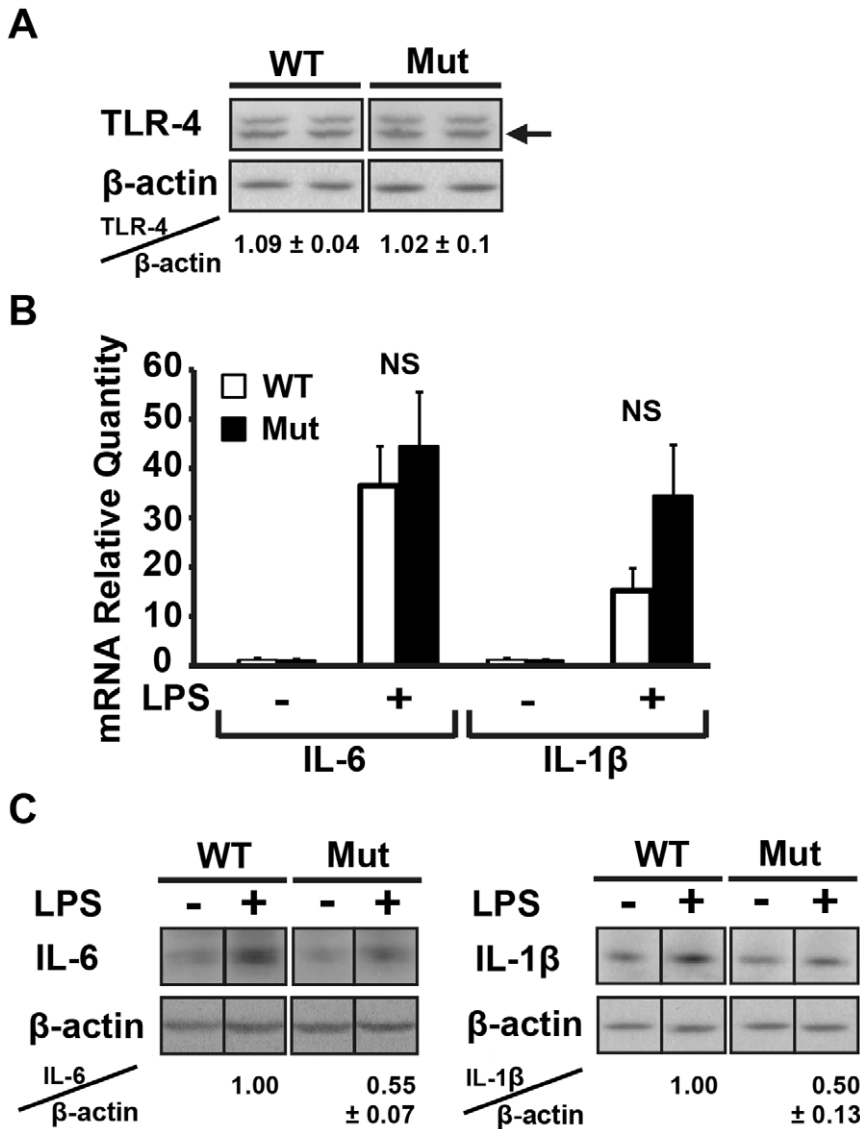 A
WT Mut
TLR-4
β-actin
TLR-4
β-actin
1.09 ± 0.04 1.02 ± 0.1
B
mRNA Relative Quantity
60
50
40
30
20
10
0
WT
Mut
NS
NS
LPS - + - +
IL-6 IL-1β
C
WT Mut
LPS - + - +
IL-6
β-actin
IL-6
β-actin
1.00 0.55
± 0.07
WT Mut
- + - +
IL-1β
β-actin
IL-1β
β-actin
1.00 0.50
± 0.13